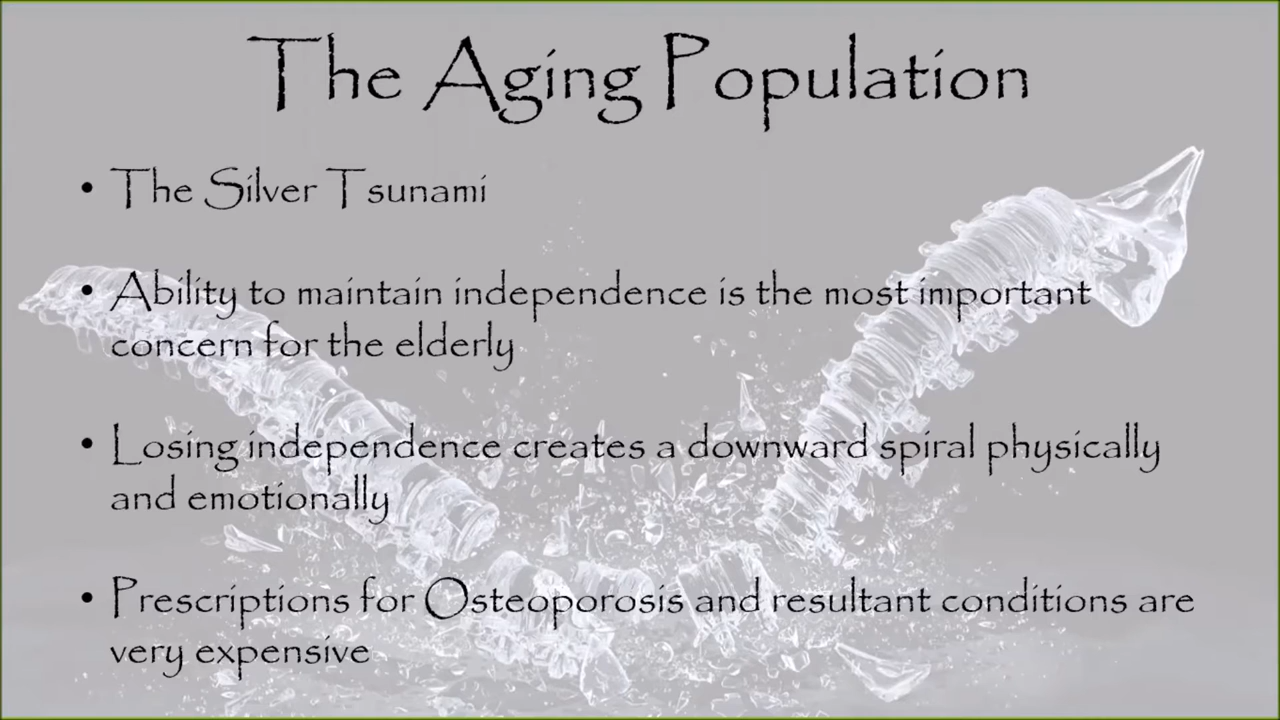 The Aging Population
• The Silver Tsunami
• Ability to maintain independence is the most important
concern for the elderly
• Losing independence creates a downward spiral physically
and emotionally
• Prescriptions for Osteoporosis and resultant conditions are
very expensive